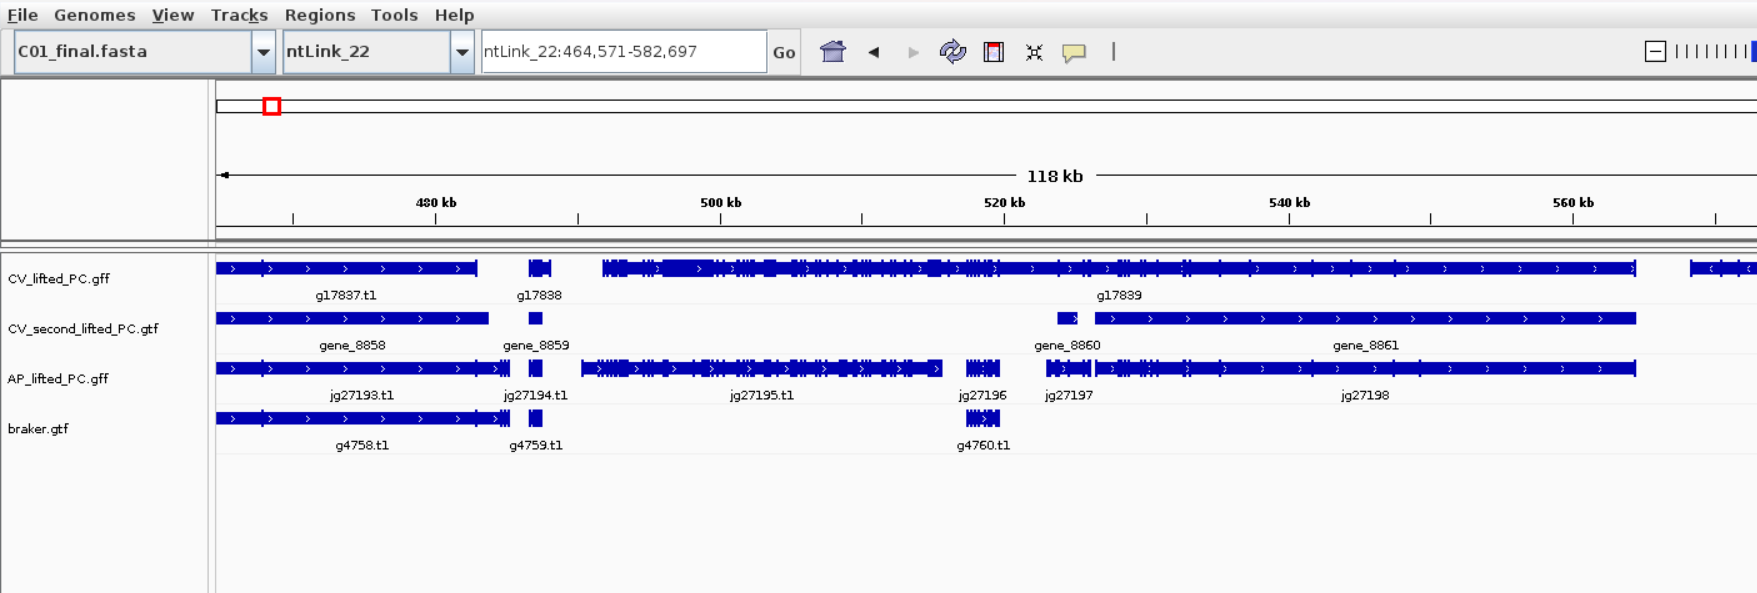 File Genomes View Tracks Regions Tools Help
C01_final.fasta ntLink_22 ntLink_22:464,571-582,697 Go
118 kb
480 kb 500 kb 520 kb 540 kb 560 kb
CV_lifted_PC.gff
g17837.t1 g17838 g17839
CV_second_lifted_PC.gtf
gene_8858 gene_8859 gene_8860 gene_8861
AP_lifted_PC.gff
jg27193.t1 jg27194.t1 jg27195.t1 jg27196 jg27197 jg27198
braker.gtf
g4758.t1 g4759.t1 g4760.t1